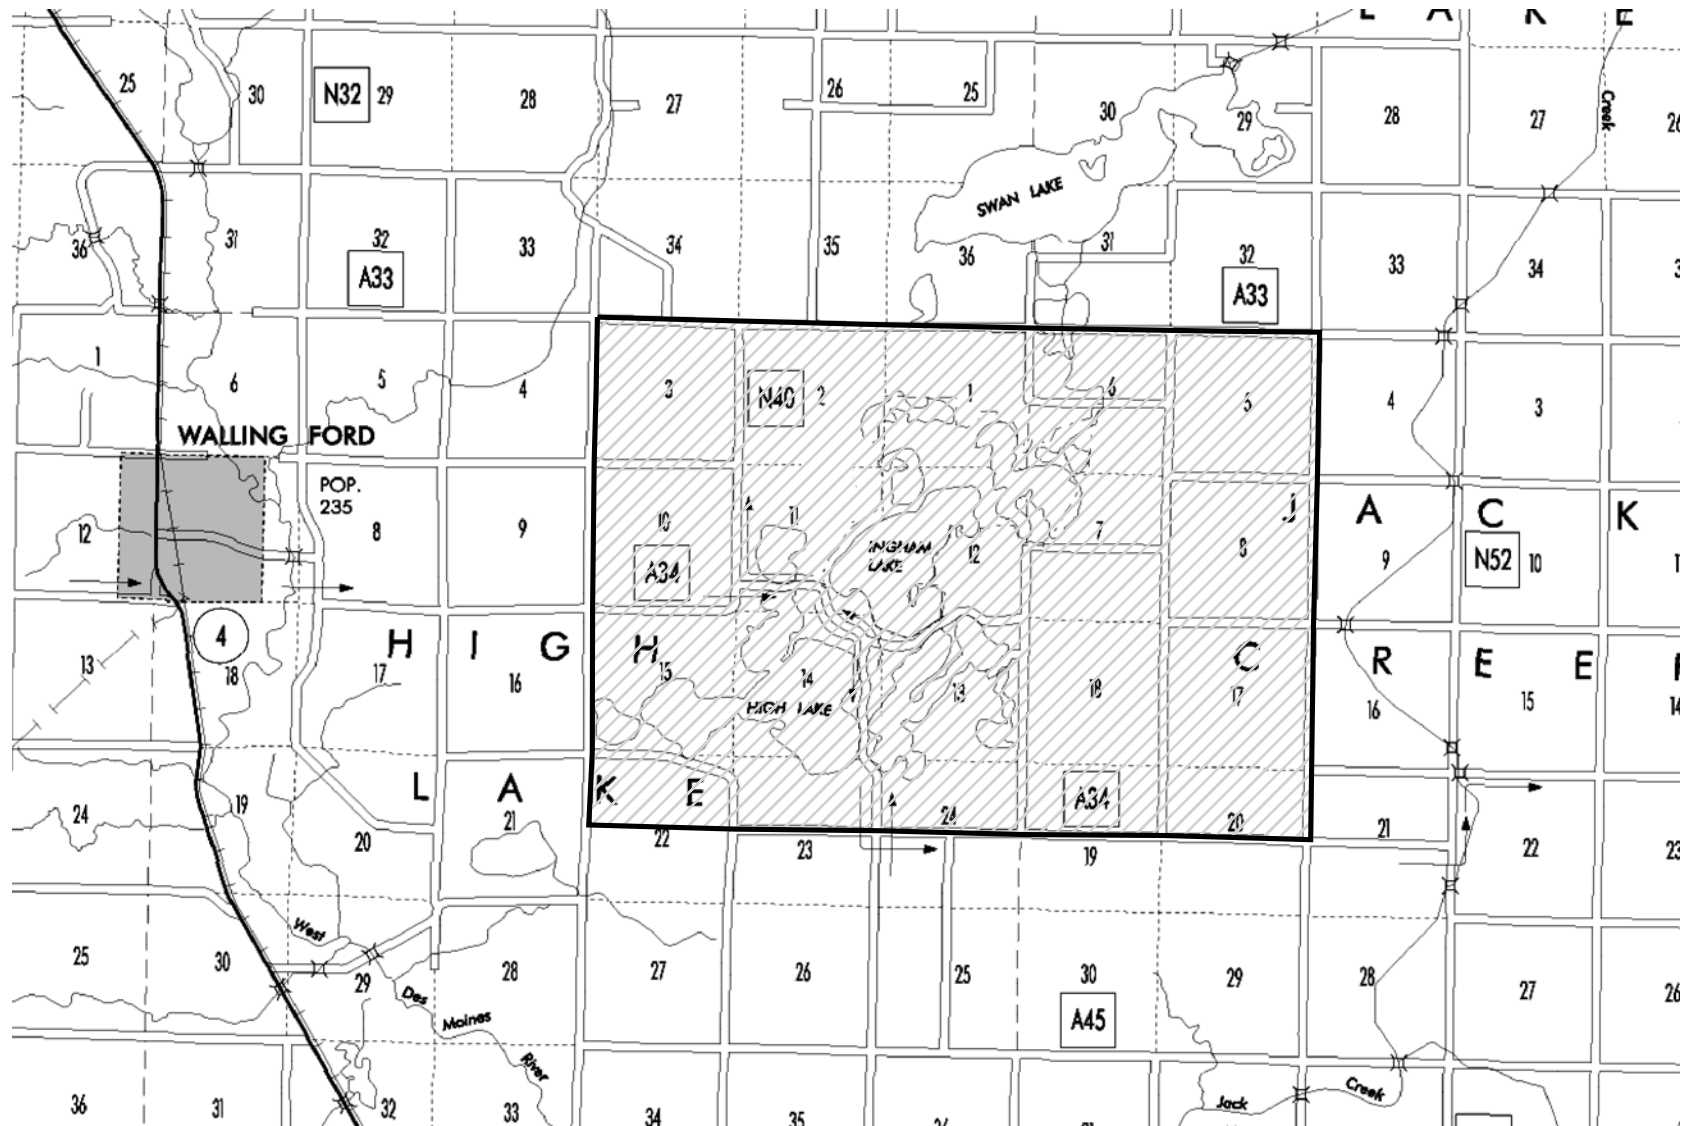 L A K E
25 30 N32 29 28 27 26 25 30 29 28 27
Creek
SWAN LAKE
36 31 32 33 34 35 36 31 32 33 34
A33 A33
1 6 5 4 3 N40 2 1 6 5 4 3
WALLING FORD
POP.
235
12 8 9 10 11 12 7 8 9 N52 10
A34
INGHAM
LAKE
J A C K
4
H I G H
C R E E
13 18 17 16 15 14 13 18 17 16 15 14
HIGH LAKE
L A K E
A34
24 19 20 21 22 23 24 19 20 21 22 23
West
25 30 29 28 27 26 25 30 29 28 27 26
Des
Moines
River
A45
36 31 32 33 34 35
Jack
Creek